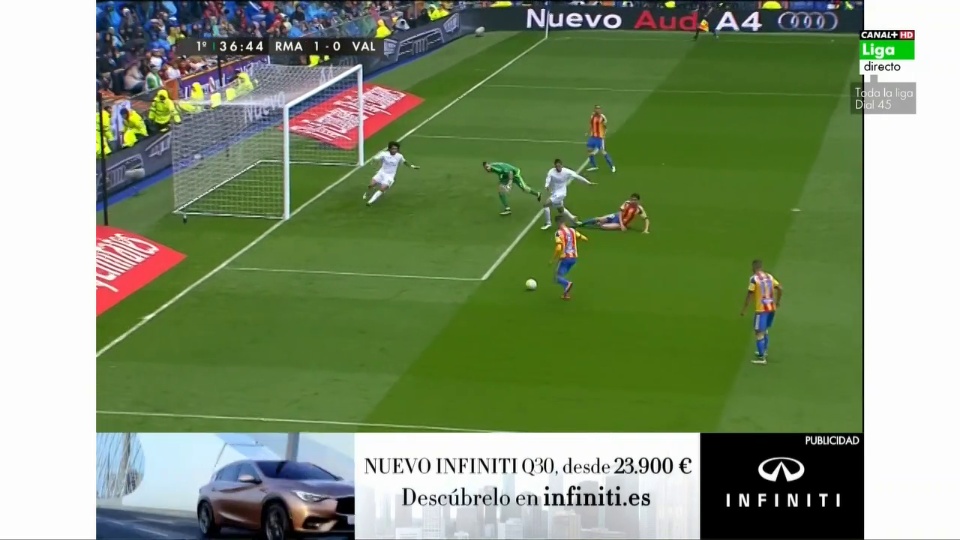 Nuevo Audi A4
1º 36:44 RMA 1-0 VAL
CANAL+ HD
Liga
directo
Toda la liga
Dial 45
Emirates
PUBLICIDAD
NUEVO INFINITI Q30, desde 23.900 €
Descúbrelo en infiniti.es
INFINITI